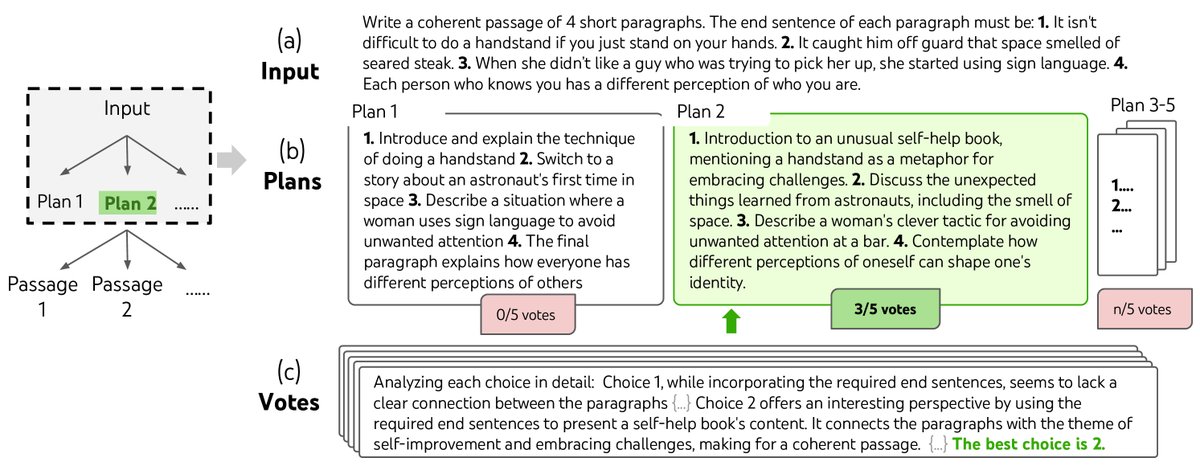 Input
Plan 1
Plan 2
......
Passage
1
Passage
2
......
(a)
Input
Write a coherent passage of 4 short paragraphs. The end sentence of each paragraph must be: 1. It isn't
difficult to do a handstand if you just stand on your hands. 2. It caught him off guard that space smelled of
seared steak. 3. When she didn't like a guy who was trying to pick her up, she started using sign language. 4.
Each person who knows you has a different perception of who you are.
(b)
Plans
Plan 1
1. Introduce and explain the technique
of doing a handstand 2. Switch to a
story about an astronaut's first time in
space 3. Describe a situation where a
woman uses sign language to avoid
unwanted attention 4. The final
paragraph explains how everyone has
different perceptions of others
0/5 votes
Plan 2
1. Introduction to an unusual self-help book,
mentioning a handstand as a metaphor for
embracing challenges. 2. Discuss the unexpected
things learned from astronauts, including the smell of
space. 3. Describe a woman's clever tactic for avoiding
unwanted attention at a bar. 4. Contemplate how
different perceptions of oneself can shape one's
identity.
3/5 votes
Plan 3-5
1....
2...
...
n/5 votes
(c)
Votes
Analyzing each choice in detail: Choice 1, while incorporating the required end sentences, seems to lack a
clear connection between the paragraphs {...} Choice 2 offers an interesting perspective by using the
required end sentences to present a self-help book's content. It connects the paragraphs with the theme of
self-improvement and embracing challenges, making for a coherent passage. {...} The best choice is 2.